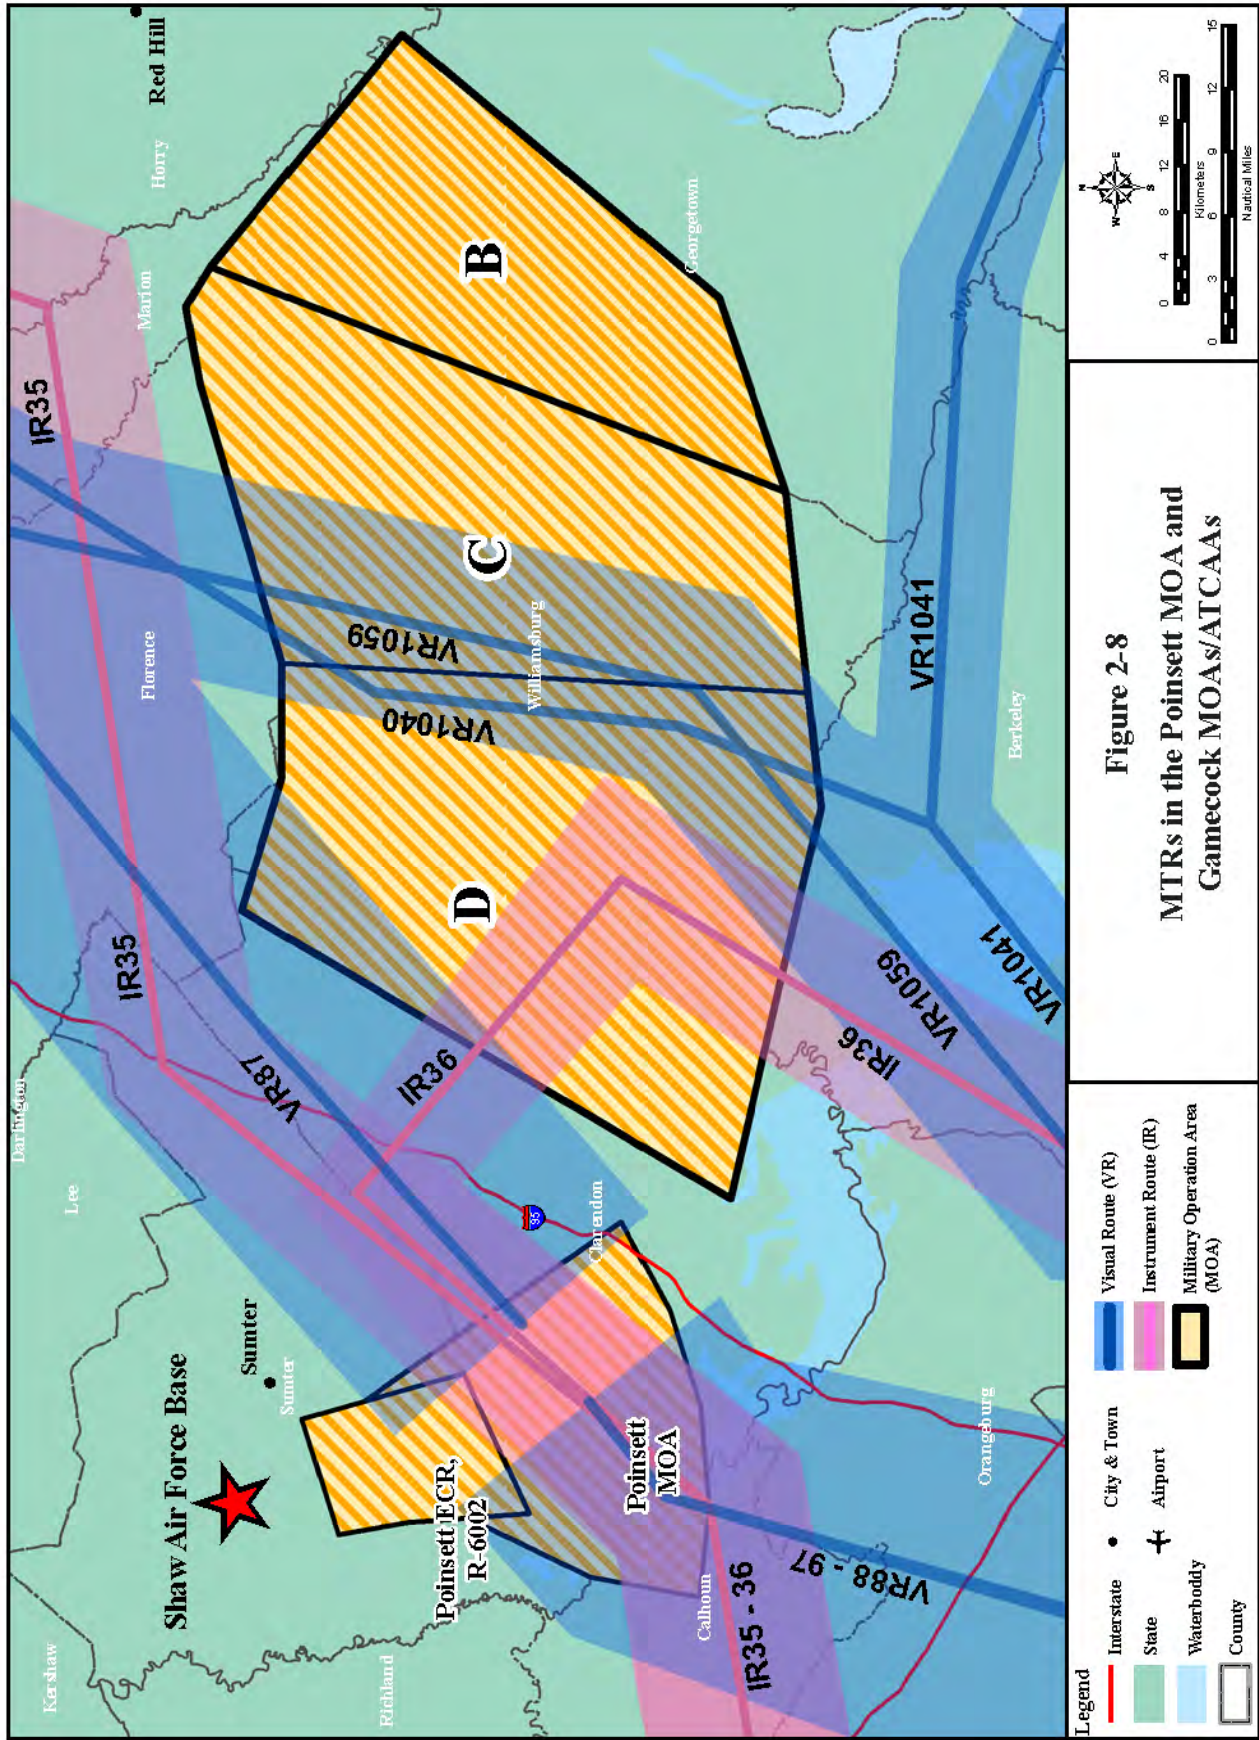 Kershaw
Lee
Darlington
Richland
Shaw Air Force Base
Sumter
Sumter
Red Hill
Horry
Marion
Florence
IR35
IR35
VR87
IR36
VR1040
VR1059
B
C
D
Williamsburg
Georgetown
95
Clarendon
Poinsett ECR,
R-6002
Poinsett
MOA
Calhoun
IR35 - 36
VR88 - 97
Orangeburg
IR36
VR1059
VR1041
VR1041
Berkeley
Legend
Interstate
State
Waterboddy
County
City & Town
Airport
Visual Route (VR)
Instrument Route (IR)
Military Operation Area
(MOA)
Figure 2-8
MTRs in the Poinsett MOA and
Gamecock MOAs/ATCAAs
N
W E
S
0 4 8 12 16 20
Kilometers
0 3 6 9 12 15
Nautical Miles